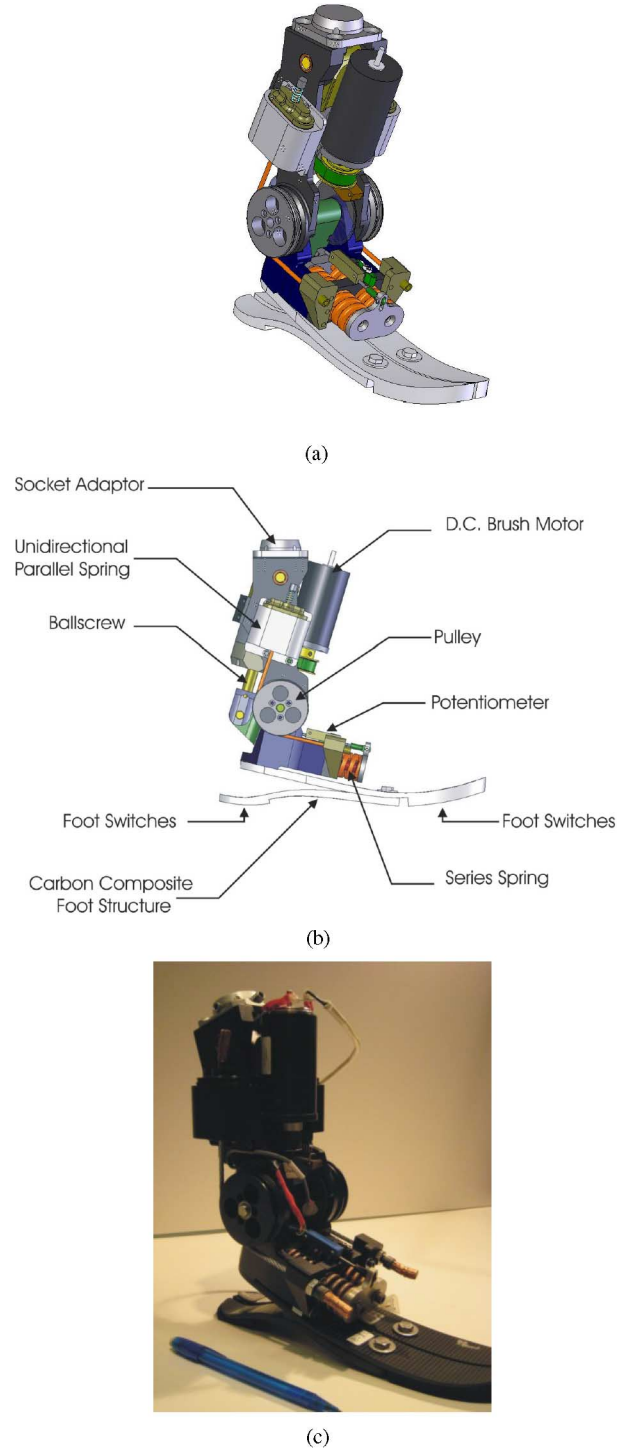 (a)
Socket Adaptor
D.C. Brush Motor
Unidirectional
Parallel Spring
Ballscrew
Pulley
Potentiometer
Foot Switches
Foot Switches
Carbon Composite
Foot Structure
Series Spring
(b)
(c)